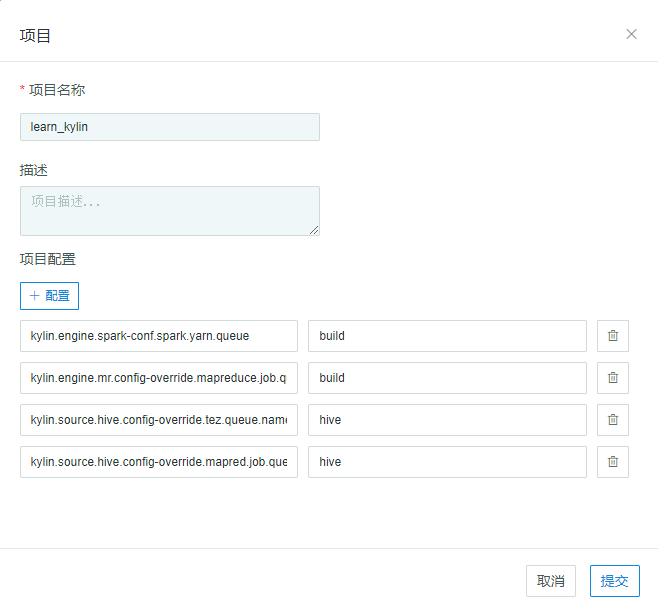 项目
* 项目名称
learn_kylin
描述
项目描述...
项目配置
+ 配置
kylin.engine.spark-conf.spark.yarn.queue build
kylin.engine.mr.config-override.mapreduce.job.q build
kylin.source.hive.config-override.tez.queue.name hive
kylin.source.hive.config-override.mapred.job.que hive
取消 提交